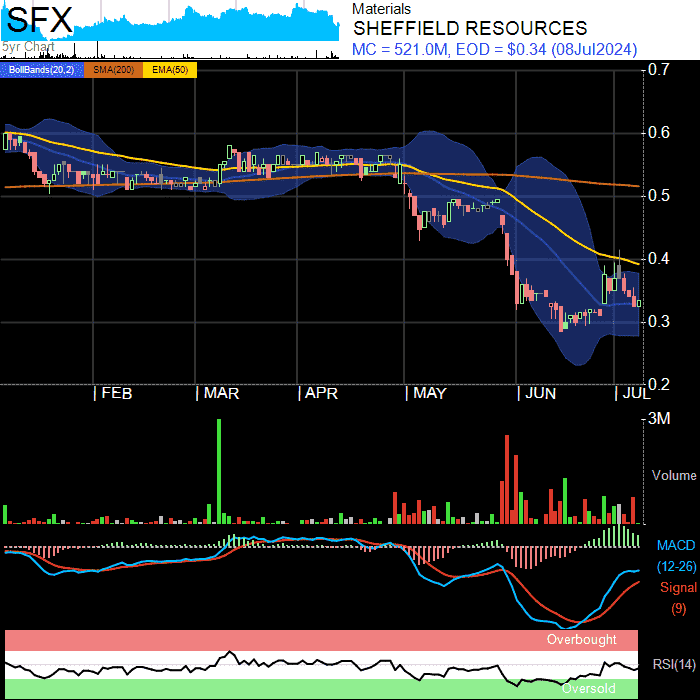 SFX
Materials
SHEFFIELD RESOURCES
5yr Chart
MC = 521.0M, EOD = $0.34 (08Jul2024)
BollBands(20,2) SMA(200) EMA(50)
0.7
0.6
0.5
0.4
0.3
0.2
| FEB | MAR | APR | MAY | JUN | JUL
3M
Volume
MACD
(12-26)
Signal
(9)
Overbought
RSI(14)
Oversold